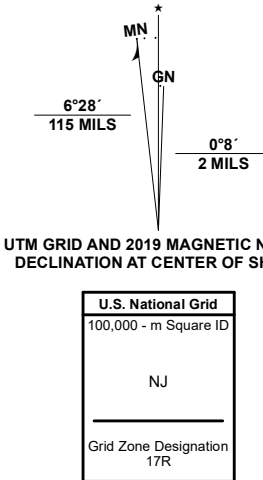 ★
MN
GN
6°28´
115 MILS
0°8´
2 MILS
UTM GRID AND 2019 MAGNETIC N
DECLINATION AT CENTER OF SH
U.S. National Grid
100,000 - m Square ID
NJ
Grid Zone Designation
17R